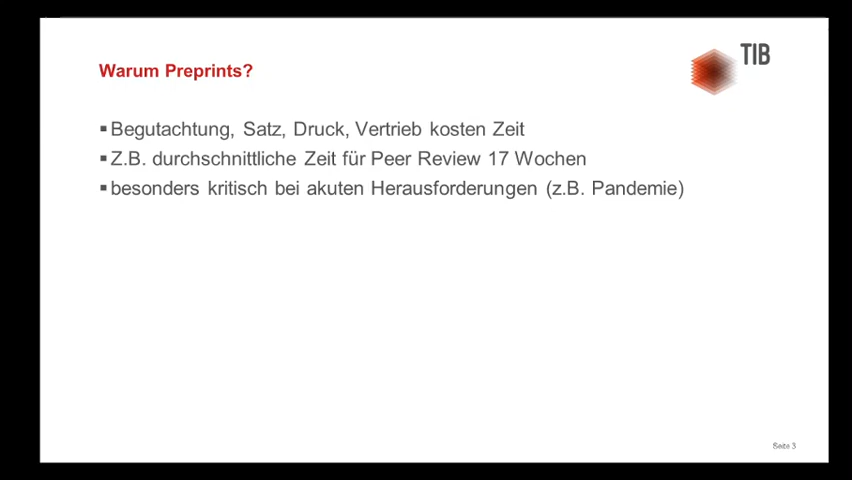 TIB
Warum Preprints?
▪Begutachtung, Satz, Druck, Vertrieb kosten Zeit
▪Z.B. durchschnittliche Zeit für Peer Review 17 Wochen
▪besonders kritisch bei akuten Herausforderungen (z.B. Pandemie)
Seite 3